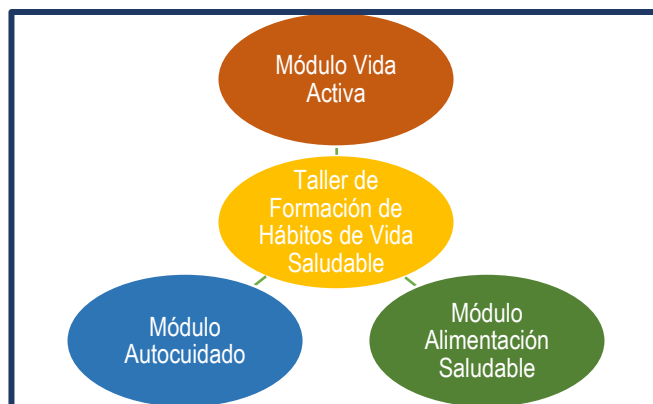 Módulo Vida
Activa
Taller de
Formación de
Hábitos de Vida
Saludable
Módulo
Autocuidado
Módulo
Alimentación
Saludable